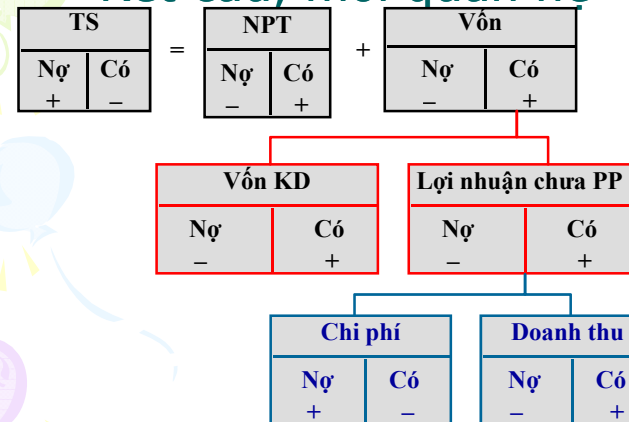 TS = NPT + Vốn
Nợ Có Nợ Có Nợ Có
+ – – + – +
Vốn KD Lợi nhuận chưa PP
Nợ Có Nợ Có
– + – +
Chi phí Doanh thu
Nợ Có Nợ Có
+ – – +